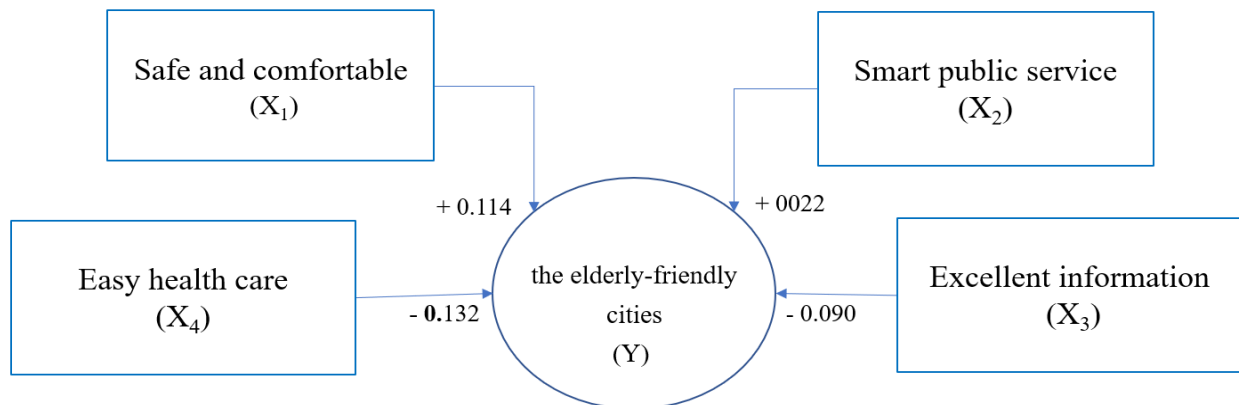 Safe and comfortable
(X₁)
Smart public service
(X₂)
+ 0.114
+ 0022
Easy health care
(X₄)
the elderly-friendly
cities
(Y)
Excellent information
(X₃)
- 0.132
- 0.090